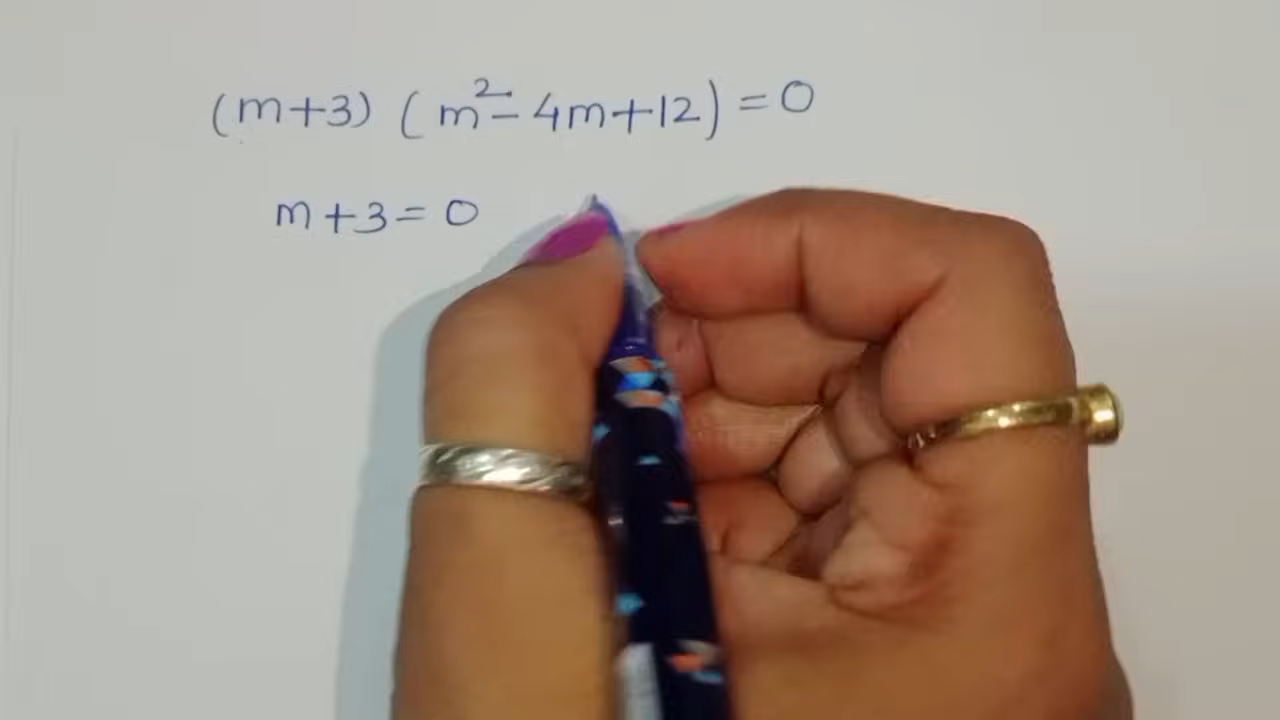 (m+3) (m²-4m+12) = 0
m+3 = 0